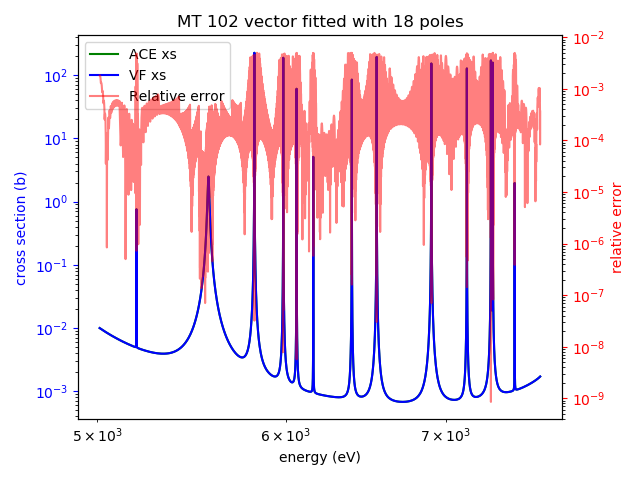 MT 102 vector fitted with 18 poles
ACE xs
VF xs
Relative error
cross section (b)
10²
10¹
10⁰
10⁻¹
10⁻²
10⁻³
10⁻²
10⁻³
10⁻⁴
10⁻⁵
10⁻⁶
10⁻⁷
10⁻⁸
10⁻⁹
relative error
5 × 10³
6 × 10³
7 × 10³
energy (eV)